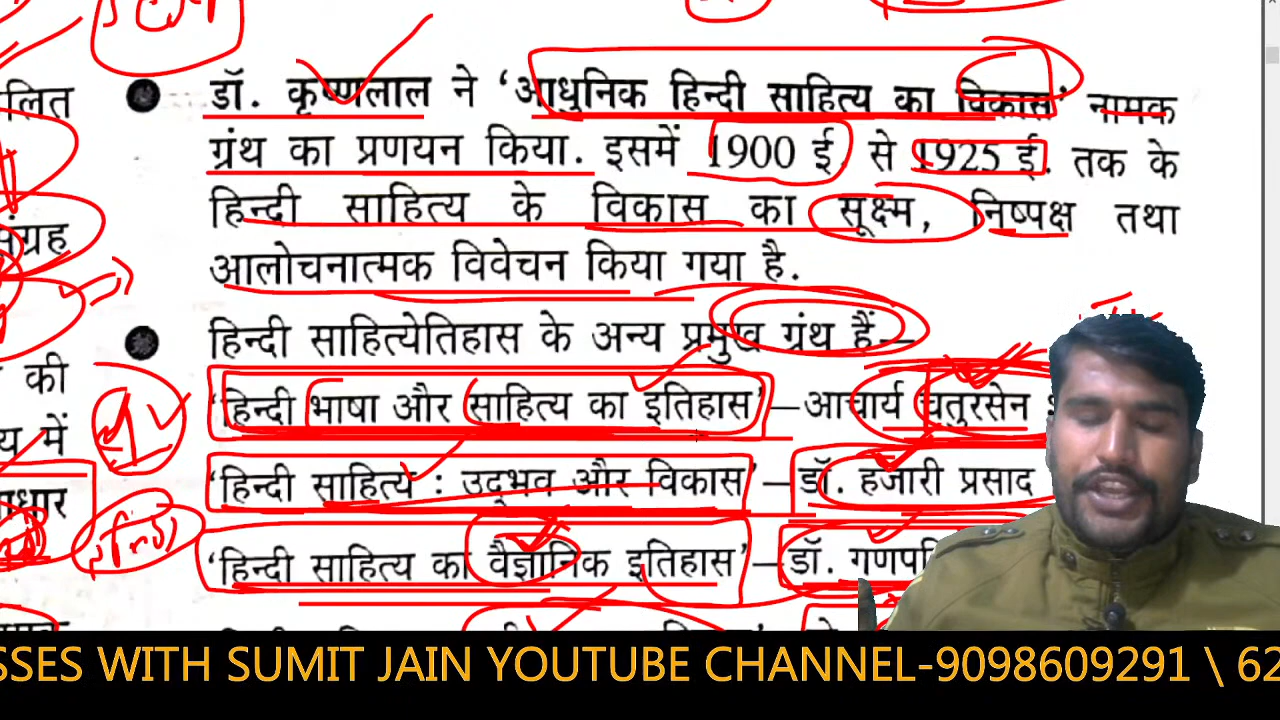 लित
डॉ. कृष्णलाल ने ‘आधुनिक हिन्दी साहित्य का विकास’ नामक
ग्रंथ का प्रणयन किया. इसमें 1900 ई. से 1925 ई. तक के
हिन्दी साहित्य के विकास का सूक्ष्म, निष्पक्ष तथा
संग्रह
आलोचनात्मक विवेचन किया गया है.
हिन्दी साहित्येतिहास के अन्य प्रमुख ग्रंथ हैं—
की
‘हिन्दी भाषा और साहित्य का इतिहास’—आचार्य चतुरसेन
य में
‘हिन्दी साहित्य : उद्भव और विकास’—डॉ. हजारी प्रसाद
‘हिन्दी साहित्य का वैज्ञानिक इतिहास’—डॉ. गणपति
SSES WITH SUMIT JAIN YOUTUBE CHANNEL-9098609291 \ 62